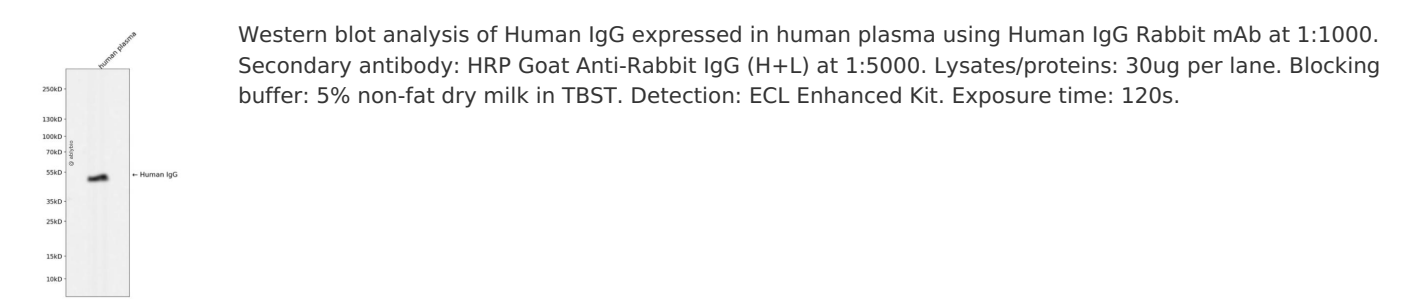 human plasma
Western blot analysis of Human IgG expressed in human plasma using Human IgG Rabbit mAb at 1:1000.
Secondary antibody: HRP Goat Anti-Rabbit IgG (H+L) at 1:5000. Lysates/proteins: 30ug per lane. Blocking
buffer: 5% non-fat dry milk in TBST. Detection: ECL Enhanced Kit. Exposure time: 120s.
250kD
130kD
100kD
70kD
@ abrybio
55kD
← Human IgG
35kD
25kD
15kD
10kD